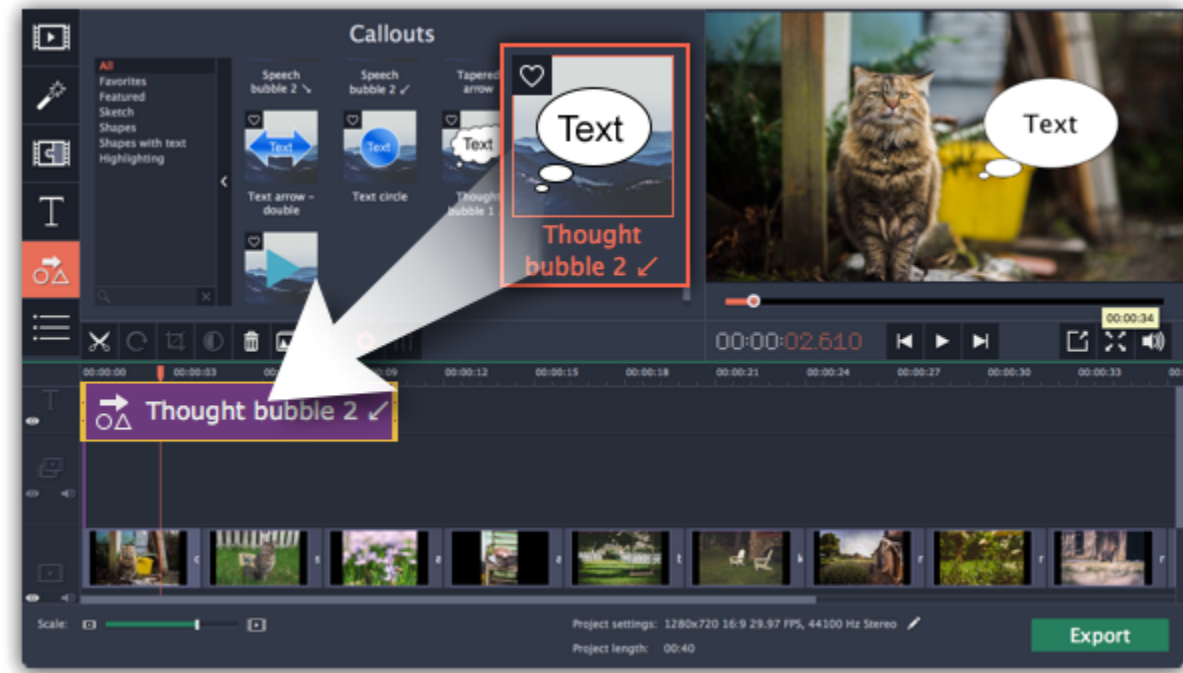 Callouts
All
Favorites
Featured
Sketch
Shapes
Shapes with text
Highlighting
Speech
bubble 2 ↘
Speech
bubble 2 ↙
Tapered
arrow
Text
Text
Text
Text arrow –
double
Text circle
Thought
bubble 1
Text
Thought
bubble 2 ↙
Text
T
00:00:34
00:00:02.610
00:00:00 00:00:03 00:00:12 00:00:15 00:00:18 00:00:21 00:00:24 00:00:27 00:00:30 00:00:33
T
Thought bubble 2 ↙
c s a a a t k r r r
Scale:
Project settings: 1280x720 16:9 29.97 FPS, 44100 Hz Stereo
Project length: 00:40
Export